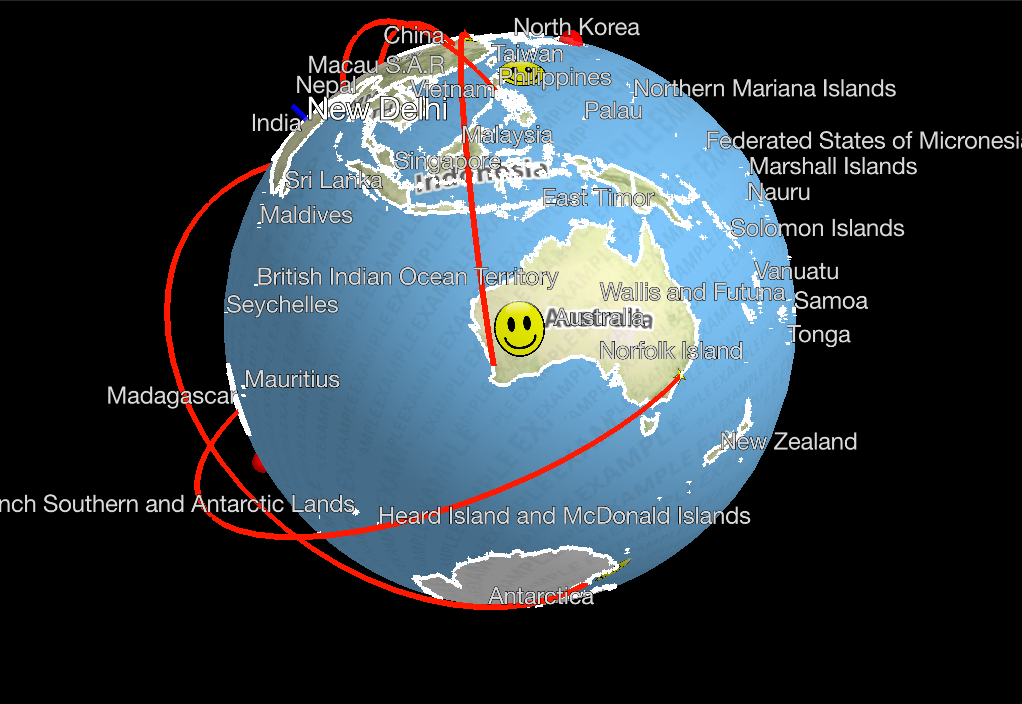 North Korea
China
Taiwan
Macau S.A.R
Philippines
Nepal
Vietnam
Northern Mariana Islands
New Delhi
Palau
India
Malaysia
Federated States of Micronesia
Singapore
Marshall Islands
Indonesia
Sri Lanka
Nauru
East Timor
Maldives
Solomon Islands
British Indian Ocean Territory
Vanuatu
Wallis and Futuna
Seychelles
Samoa
Australia
Australia
Tonga
Norfolk Island
Mauritius
Madagascar
New Zealand
nch Southern and Antarctic Lands
Heard Island and McDonald Islands
Antarctica